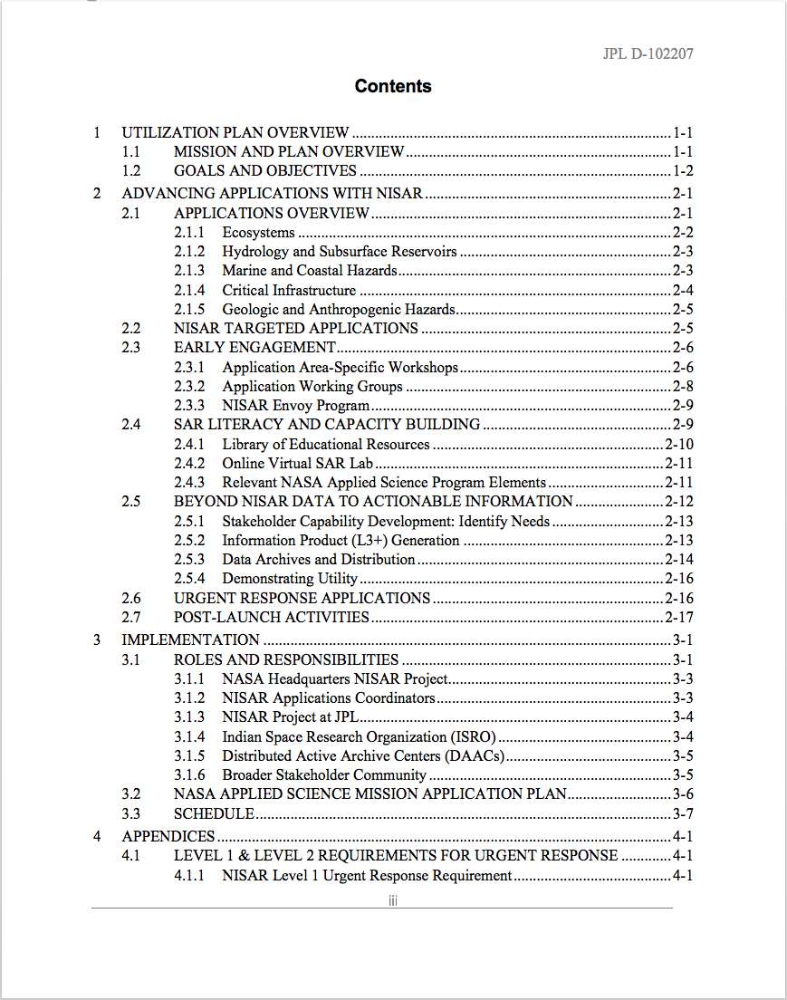 JPL D-102207
Contents
1 UTILIZATION PLAN OVERVIEW ........ 1-1
1.1 MISSION AND PLAN OVERVIEW ........ 1-1
1.2 GOALS AND OBJECTIVES ........ 1-2
2 ADVANCING APPLICATIONS WITH NISAR ........ 2-1
2.1 APPLICATIONS OVERVIEW ........ 2-1
2.1.1 Ecosystems ........ 2-2
2.1.2 Hydrology and Subsurface Reservoirs ........ 2-3
2.1.3 Marine and Coastal Hazards ........ 2-3
2.1.4 Critical Infrastructure ........ 2-4
2.1.5 Geologic and Anthropogenic Hazards ........ 2-5
2.2 NISAR TARGETED APPLICATIONS ........ 2-5
2.3 EARLY ENGAGEMENT ........ 2-6
2.3.1 Application Area-Specific Workshops ........ 2-6
2.3.2 Application Working Groups ........ 2-8
2.3.3 NISAR Envoy Program ........ 2-9
2.4 SAR LITERACY AND CAPACITY BUILDING ........ 2-9
2.4.1 Library of Educational Resources ........ 2-10
2.4.2 Online Virtual SAR Lab ........ 2-11
2.4.3 Relevant NASA Applied Science Program Elements ........ 2-11
2.5 BEYOND NISAR DATA TO ACTIONABLE INFORMATION ........ 2-12
2.5.1 Stakeholder Capability Development: Identify Needs ........ 2-13
2.5.2 Information Product (L3+) Generation ........ 2-13
2.5.3 Data Archives and Distribution ........ 2-14
2.5.4 Demonstrating Utility ........ 2-16
2.6 URGENT RESPONSE APPLICATIONS ........ 2-16
2.7 POST-LAUNCH ACTIVITIES ........ 2-17
3 IMPLEMENTATION ........ 3-1
3.1 ROLES AND RESPONSIBILITIES ........ 3-1
3.1.1 NASA Headquarters NISAR Project ........ 3-3
3.1.2 NISAR Applications Coordinators ........ 3-3
3.1.3 NISAR Project at JPL ........ 3-4
3.1.4 Indian Space Research Organization (ISRO) ........ 3-4
3.1.5 Distributed Active Archive Centers (DAACs) ........ 3-5
3.1.6 Broader Stakeholder Community ........ 3-5
3.2 NASA APPLIED SCIENCE MISSION APPLICATION PLAN ........ 3-6
3.3 SCHEDULE ........ 3-7
4 APPENDICES ........ 4-1
4.1 LEVEL 1 & LEVEL 2 REQUIREMENTS FOR URGENT RESPONSE ........ 4-1
4.1.1 NISAR Level 1 Urgent Response Requirement ........ 4-1
iii